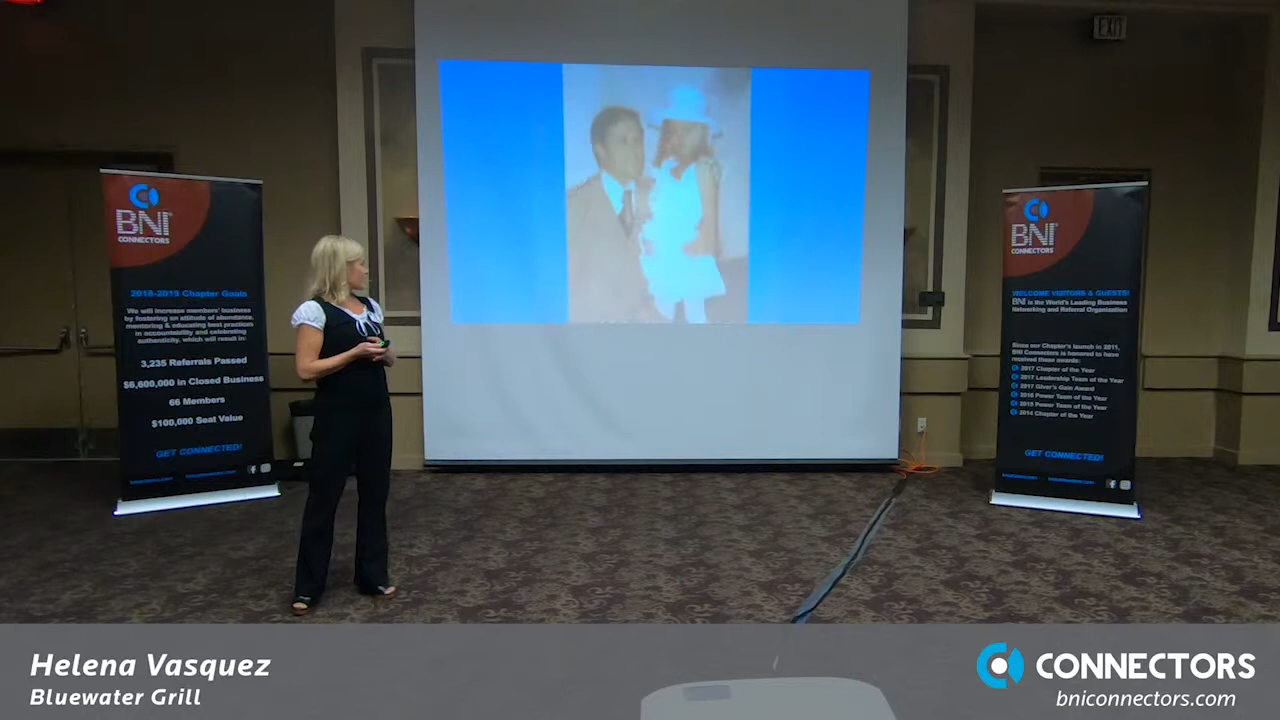 EXIT
BNI
CONNECTORS
2018-2019 Chapter Goals
We will increase members' business
by fostering an attitude of abundance,
mentoring & educating best practices
in accountability and celebrating
authenticity, which will result in:
3,235 Referrals Passed
$6,600,000 in Closed Business
66 Members
$100,000 Seat Value
GET CONNECTED!
BNI
CONNECTORS
WELCOME VISITORS & GUESTS!
BNI is the World's Leading Business
Networking and Referral Organization
Since our Chapter's launch in 2011,
BNI Connectors is honored to have
received these awards:
2017 Chapter of the Year
2017 Leadership Team of the Year
2017 Giver's Gain Award
2016 Power Team of the Year
2015 Power Team of the Year
2014 Chapter of the Year
GET CONNECTED!
Helena Vasquez
Bluewater Grill
CONNECTORS
bniconnectors.com